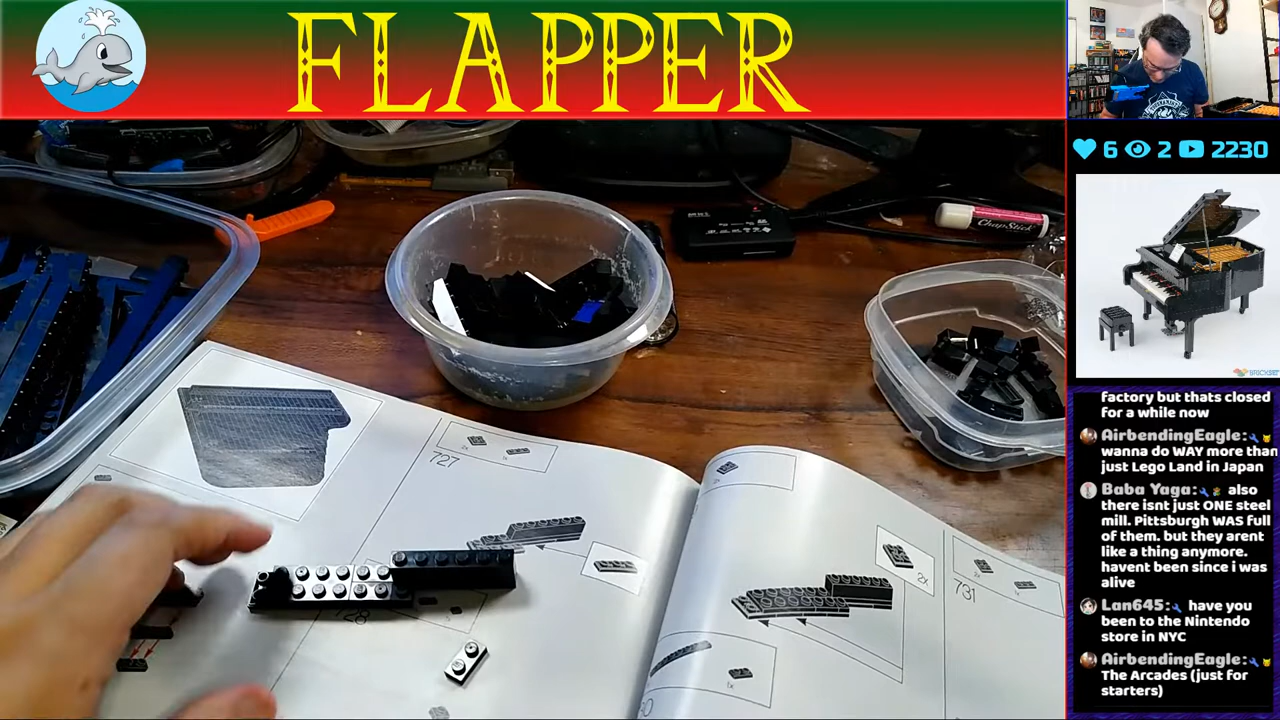 FLAPPER
6 2 2230
ChapStick
BRICKSET
727
728
731
factory but thats closed
for a while now
AirbendingEagle:
wanna do WAY more than
just Lego Land in Japan
Baba Yaga: also
there isnt just ONE steel
mill. Pittsburgh WAS full
of them. but they arent
like a thing anymore.
havent been since i was
alive
Lan645: have you
been to the Nintendo
store in NYC
AirbendingEagle:
The Arcades (just for
starters)
2x